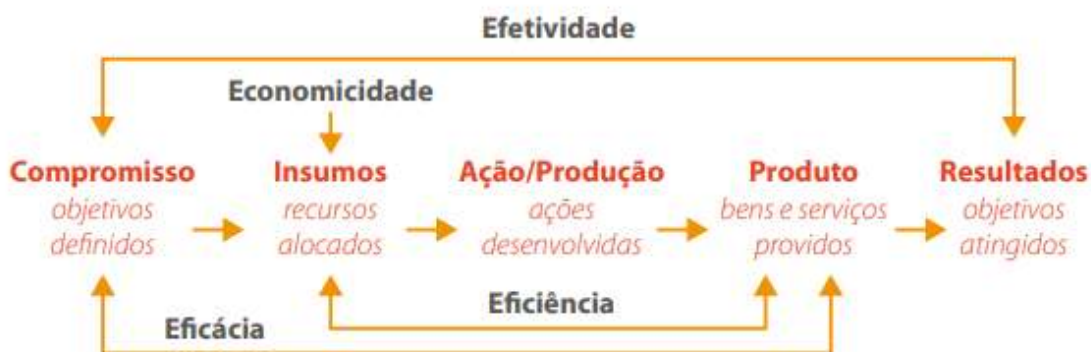 Efetividade
Economicidade
Compromisso Insumos Ação/Produção Produto Resultados
objetivos recursos ações bens e serviços objetivos
definidos alocados desenvolvidas providos atingidos
Eficiência
Eficácia